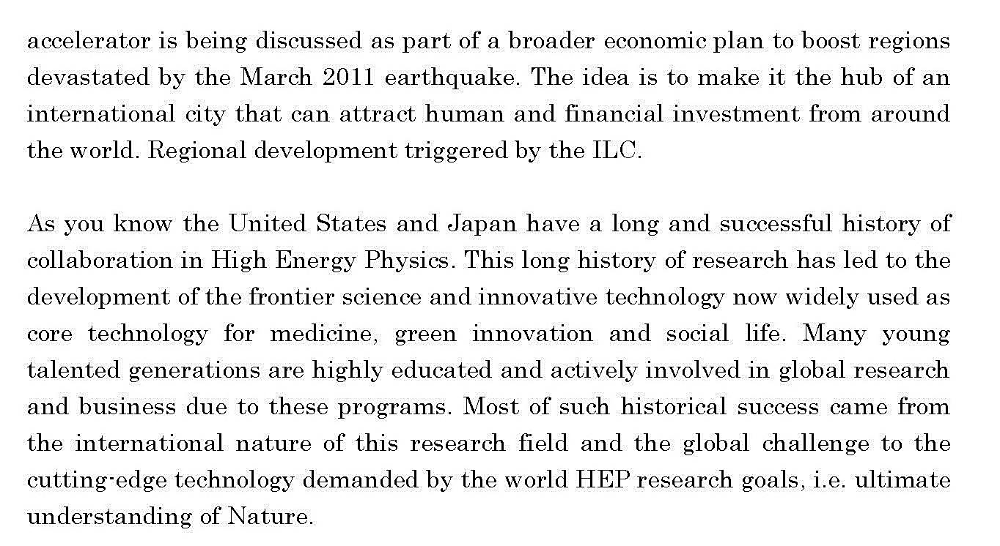 accelerator is being discussed as part of a broader economic plan to boost regions
devastated by the March 2011 earthquake. The idea is to make it the hub of an
international city that can attract human and financial investment from around
the world. Regional development triggered by the ILC.
As you know the United States and Japan have a long and successful history of
collaboration in High Energy Physics. This long history of research has led to the
development of the frontier science and innovative technology now widely used as
core technology for medicine, green innovation and social life. Many young
talented generations are highly educated and actively involved in global research
and business due to these programs. Most of such historical success came from
the international nature of this research field and the global challenge to the
cutting-edge technology demanded by the world HEP research goals, i.e. ultimate
understanding of Nature.